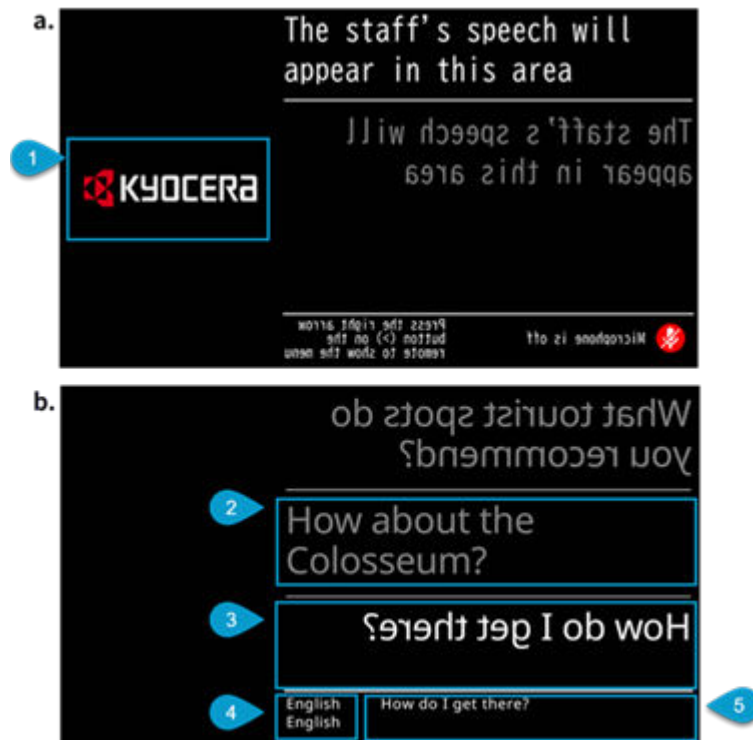 a.
The staff's speech will
appear in this area
The staff's speech will
appear in this area
1
KYOCERA
Press the right arrow
button (>) on the
remote to show the menu
Microphone is off
b.
What tourist spots do
you recommend?
2
How about the
Colosseum?
3
How do I get there?
4
English
English
How do I get there?
5